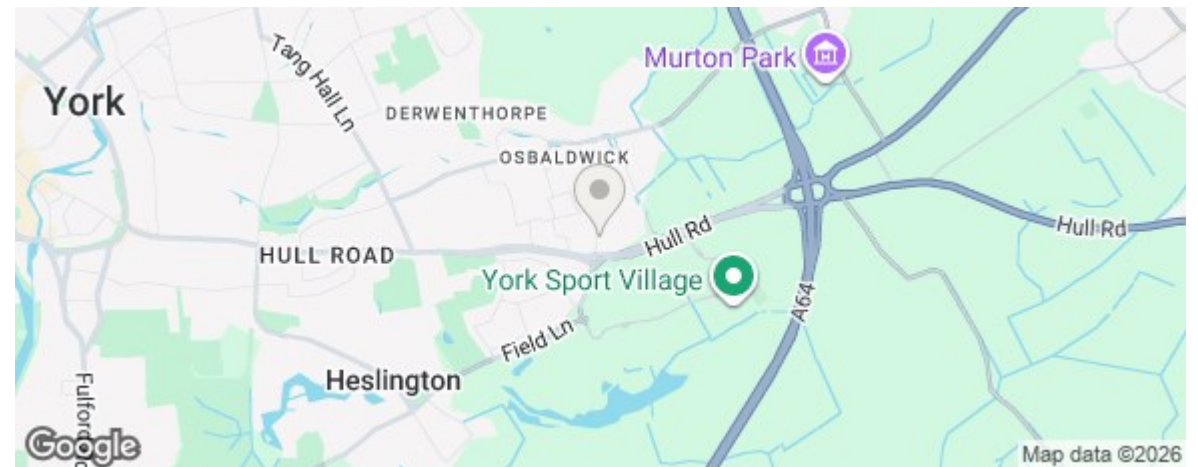 Murton Park
Tang Hall Ln
York
DERWENTHORPE
OSBALDWICK
Hull Rd
Hull Rd
HULL ROAD
York Sport Village
A64
Field Ln
Heslington
Google
Map data ©2026